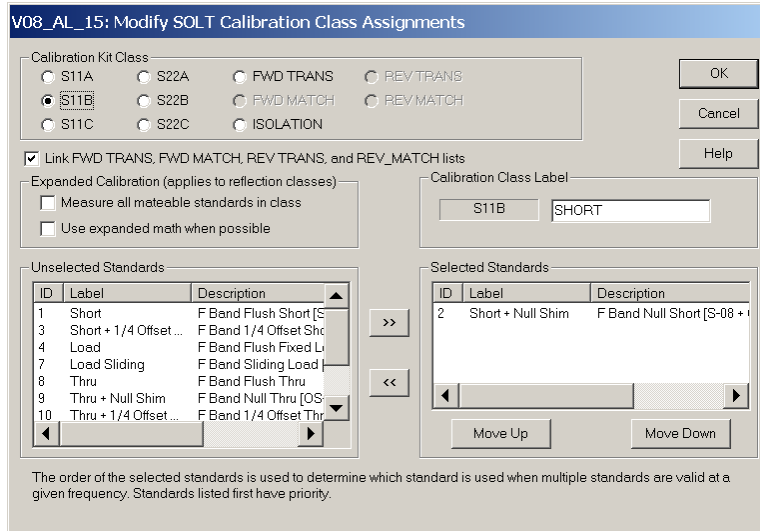 V08_AL_15: Modify SOLT Calibration Class Assignments
Calibration Kit Class
S11A S22A FWD TRANS REV TRANS
S11B S22B FWD MATCH REV MATCH
S11C S22C ISOLATION
OK
Cancel
Help
Link FWD TRANS, FWD MATCH, REV TRANS, and REV_MATCH lists
Expanded Calibration (applies to reflection classes)
Measure all mateable standards in class
Use expanded math when possible
Calibration Class Label
S11B SHORT
Unselected Standards
ID Label Description
1 Short F Band Flush Short [S
3 Short + 1/4 Offset ... F Band 1/4 Offset Sho
4 Load F Band Flush Fixed L
7 Load Sliding F Band Sliding Load
8 Thru F Band Flush Thru
9 Thru + Null Shim F Band Null Thru [OS-
10 Thru + 1/4 Offset ... F Band 1/4 Offset Thr
>>
<<
Selected Standards
ID Label Description
2 Short + Null Shim F Band Null Short [S-08 +
Move Up Move Down
The order of the selected standards is used to determine which standard is used when multiple standards are valid at a
given frequency. Standards listed first have priority.